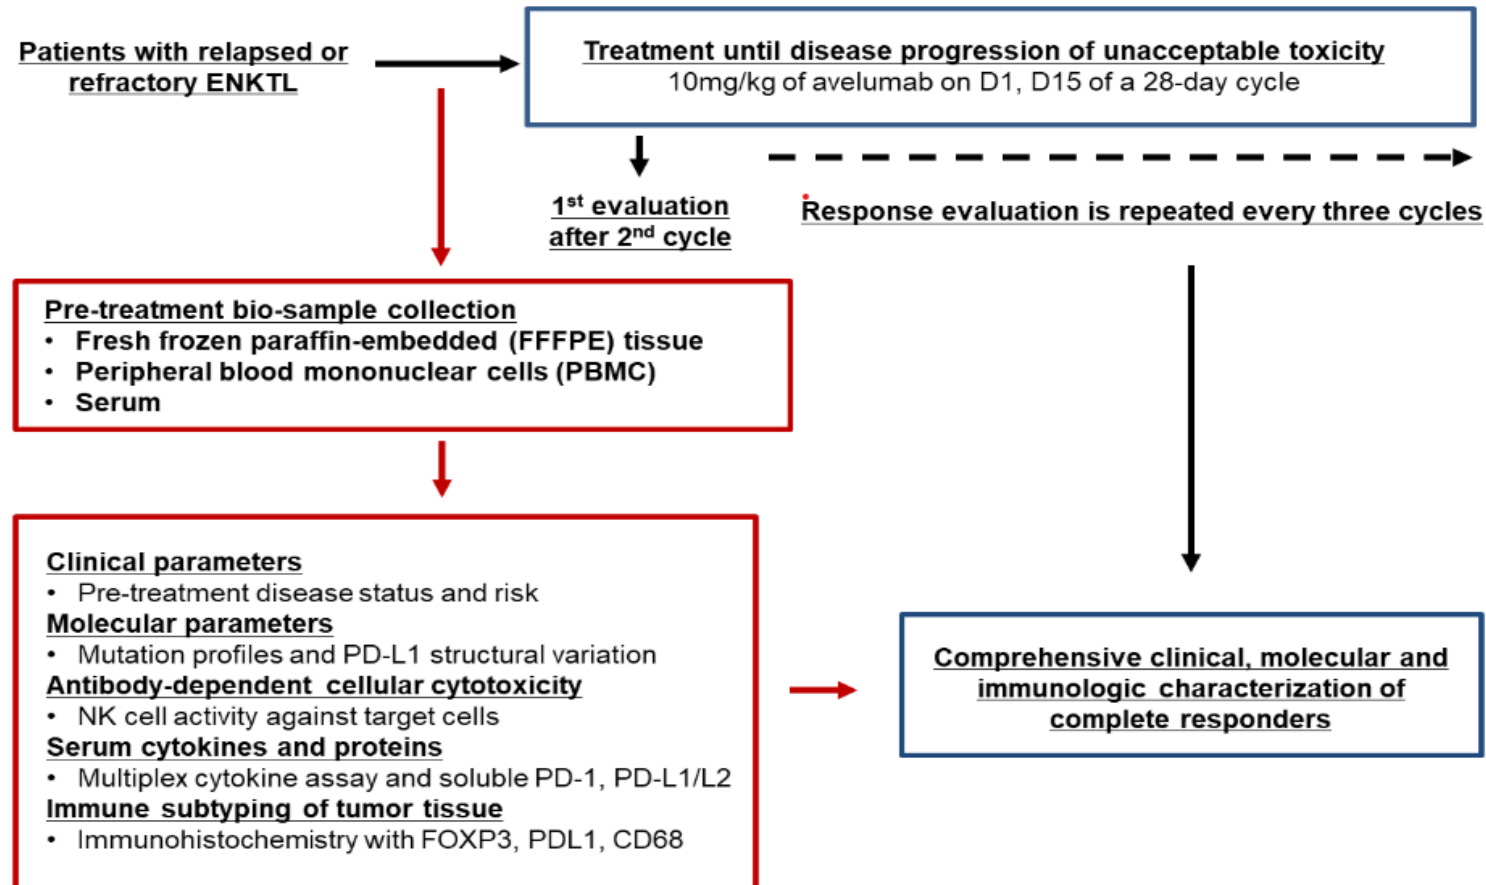 Patients with relapsed or
refractory ENKTL
Treatment until disease progression of unacceptable toxicity
10mg/kg of avelumab on D1, D15 of a 28-day cycle
1st evaluation
after 2nd cycle
Response evaluation is repeated every three cycles
Pre-treatment bio-sample collection
• Fresh frozen paraffin-embedded (FFFPE) tissue
• Peripheral blood mononuclear cells (PBMC)
• Serum
Clinical parameters
• Pre-treatment disease status and risk
Molecular parameters
• Mutation profiles and PD-L1 structural variation
Antibody-dependent cellular cytotoxicity
• NK cell activity against target cells
Serum cytokines and proteins
• Multiplex cytokine assay and soluble PD-1, PD-L1/L2
Immune subtyping of tumor tissue
• Immunohistochemistry with FOXP3, PDL1, CD68
Comprehensive clinical, molecular and
immunologic characterization of
complete responders